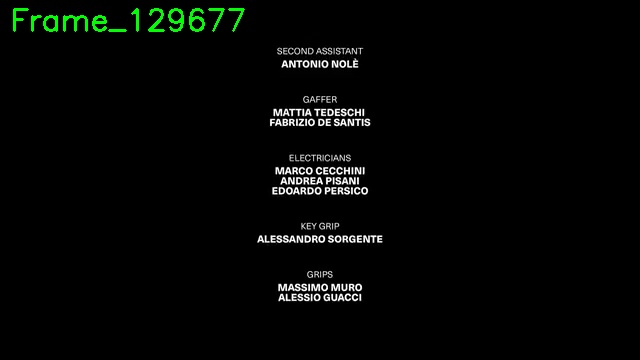 Frame_129677
SECOND ASSISTANT
ANTONIO NOLÈ
GAFFER
MATTIA TEDESCHI
FABRIZIO DE SANTIS
ELECTRICIANS
MARCO CECCHINI
ANDREA PISANI
EDOARDO PERSICO
KEY GRIP
ALESSANDRO SORGENTE
GRIPS
MASSIMO MURO
ALESSIO GUACCI